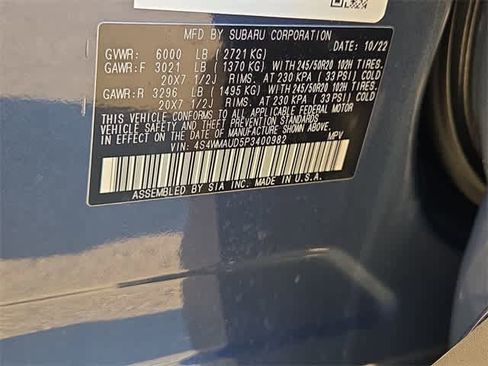 MFD. BY SUBARU CORPORATION DATE: 10/22
GVWR: 6000 LB ( 2721 KG)
GAWR:F 3021 LB ( 1370 KG) WITH 245/50R20 102H TIRES,
20X7 1/2J RIMS, AT 230 KPA ( 33 PSI) COLD
GAWR:R 3296 LB ( 1495 KG) WITH 245/50R20 102H TIRES,
20X7 1/2J RIMS, AT 230 KPA ( 33 PSI) COLD
THIS VEHICLE CONFORMS TO ALL APPLICABLE FEDERAL MOTOR
VEHICLE SAFETY AND THEFT PREVENTION STANDARDS
IN EFFECT ON THE DATE OF MANUFACTURE SHOWN ABOVE.
VIN: 4S4WMAUD5P3400982 MPV
ASSEMBLED BY SIA INC. MADE IN U.S.A.